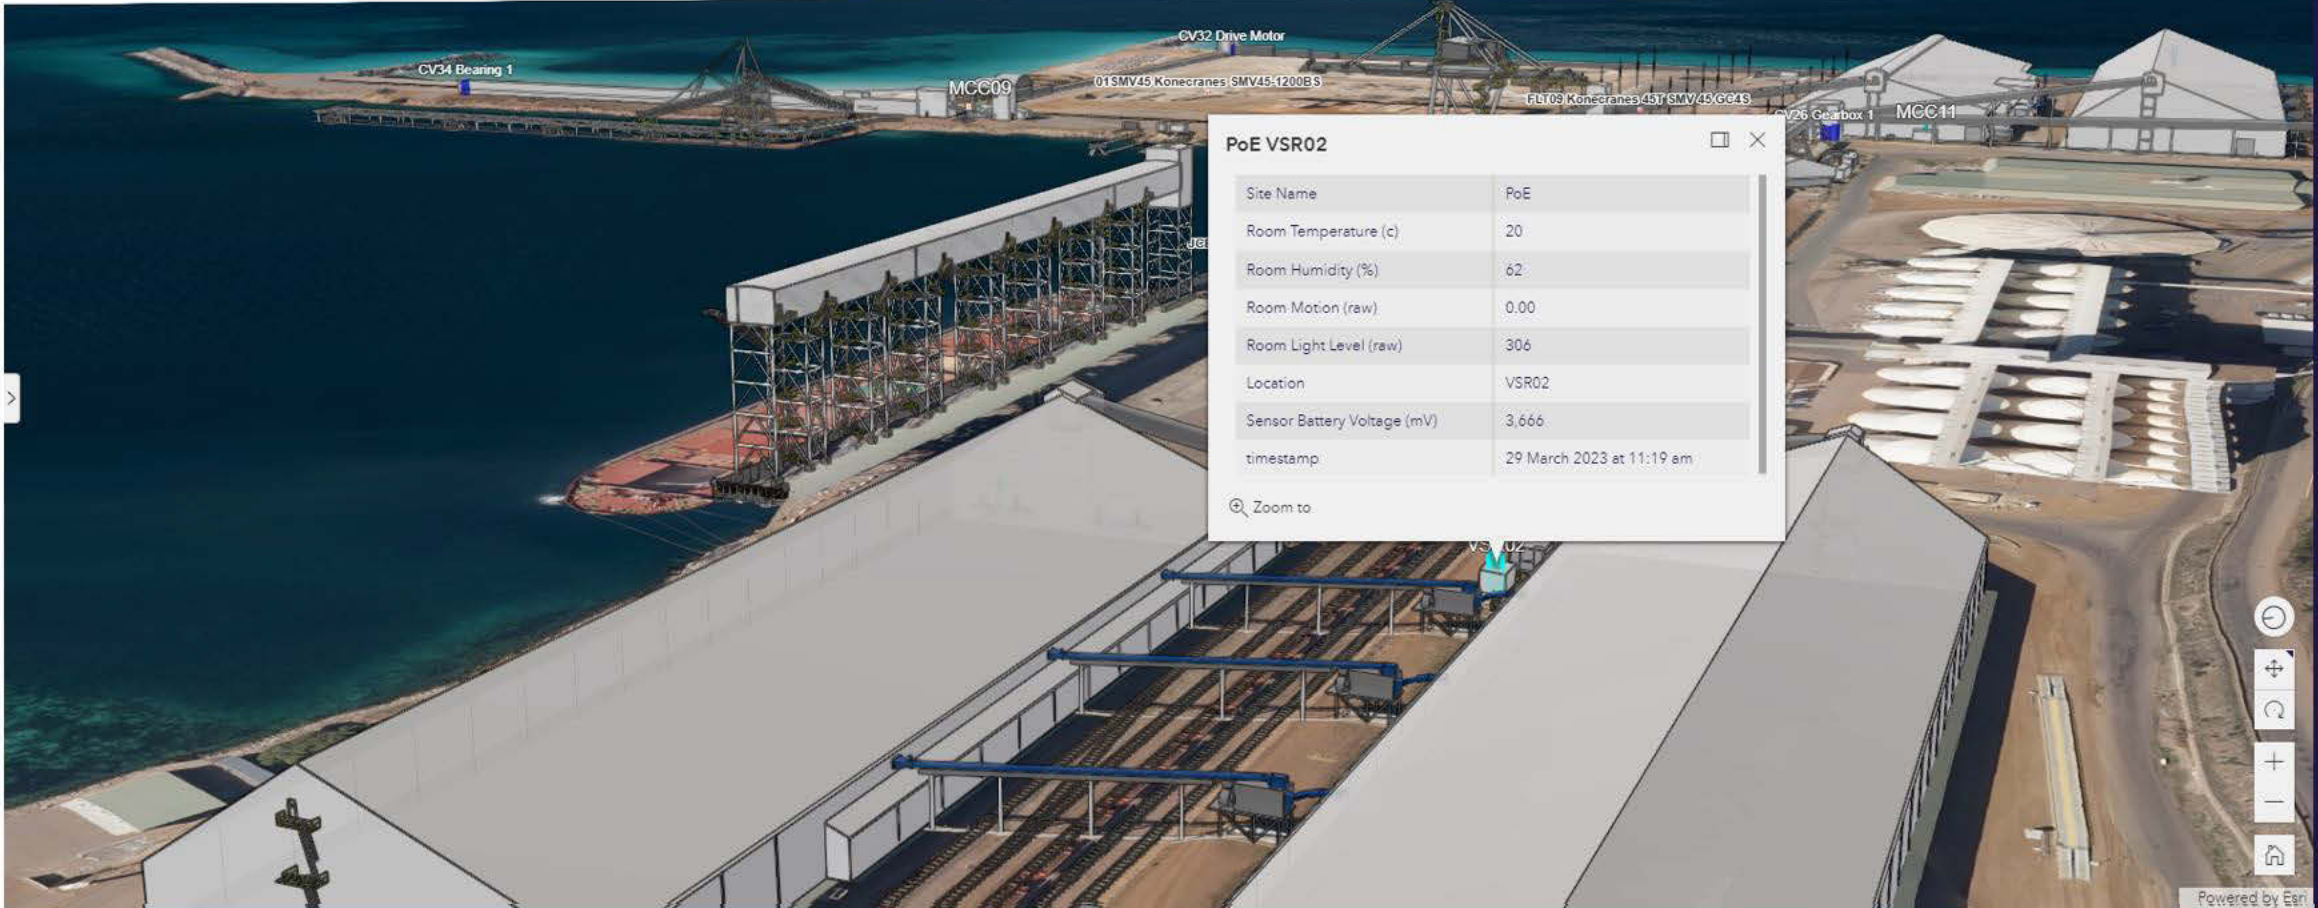 CV32 Drive Motor
CV34 Bearing 1
MCC09
01SMV45 Konecranes SMV45-1200BS
FLT09 Konecranes 45T SMV 45 GC4S
CV26 Gearbox 1
MCC11
PoE VSR02
Site Name PoE
Room Temperature (c) 20
Room Humidity (%) 62
Room Motion (raw) 0.00
Room Light Level (raw) 306
Location VSR02
Sensor Battery Voltage (mV) 3,666
timestamp 29 March 2023 at 11:19 am
Zoom to
Powered by Esri